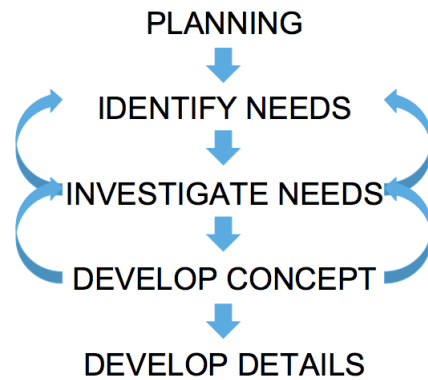 PLANNING
IDENTIFY NEEDS
INVESTIGATE NEEDS
DEVELOP CONCEPT
DEVELOP DETAILS